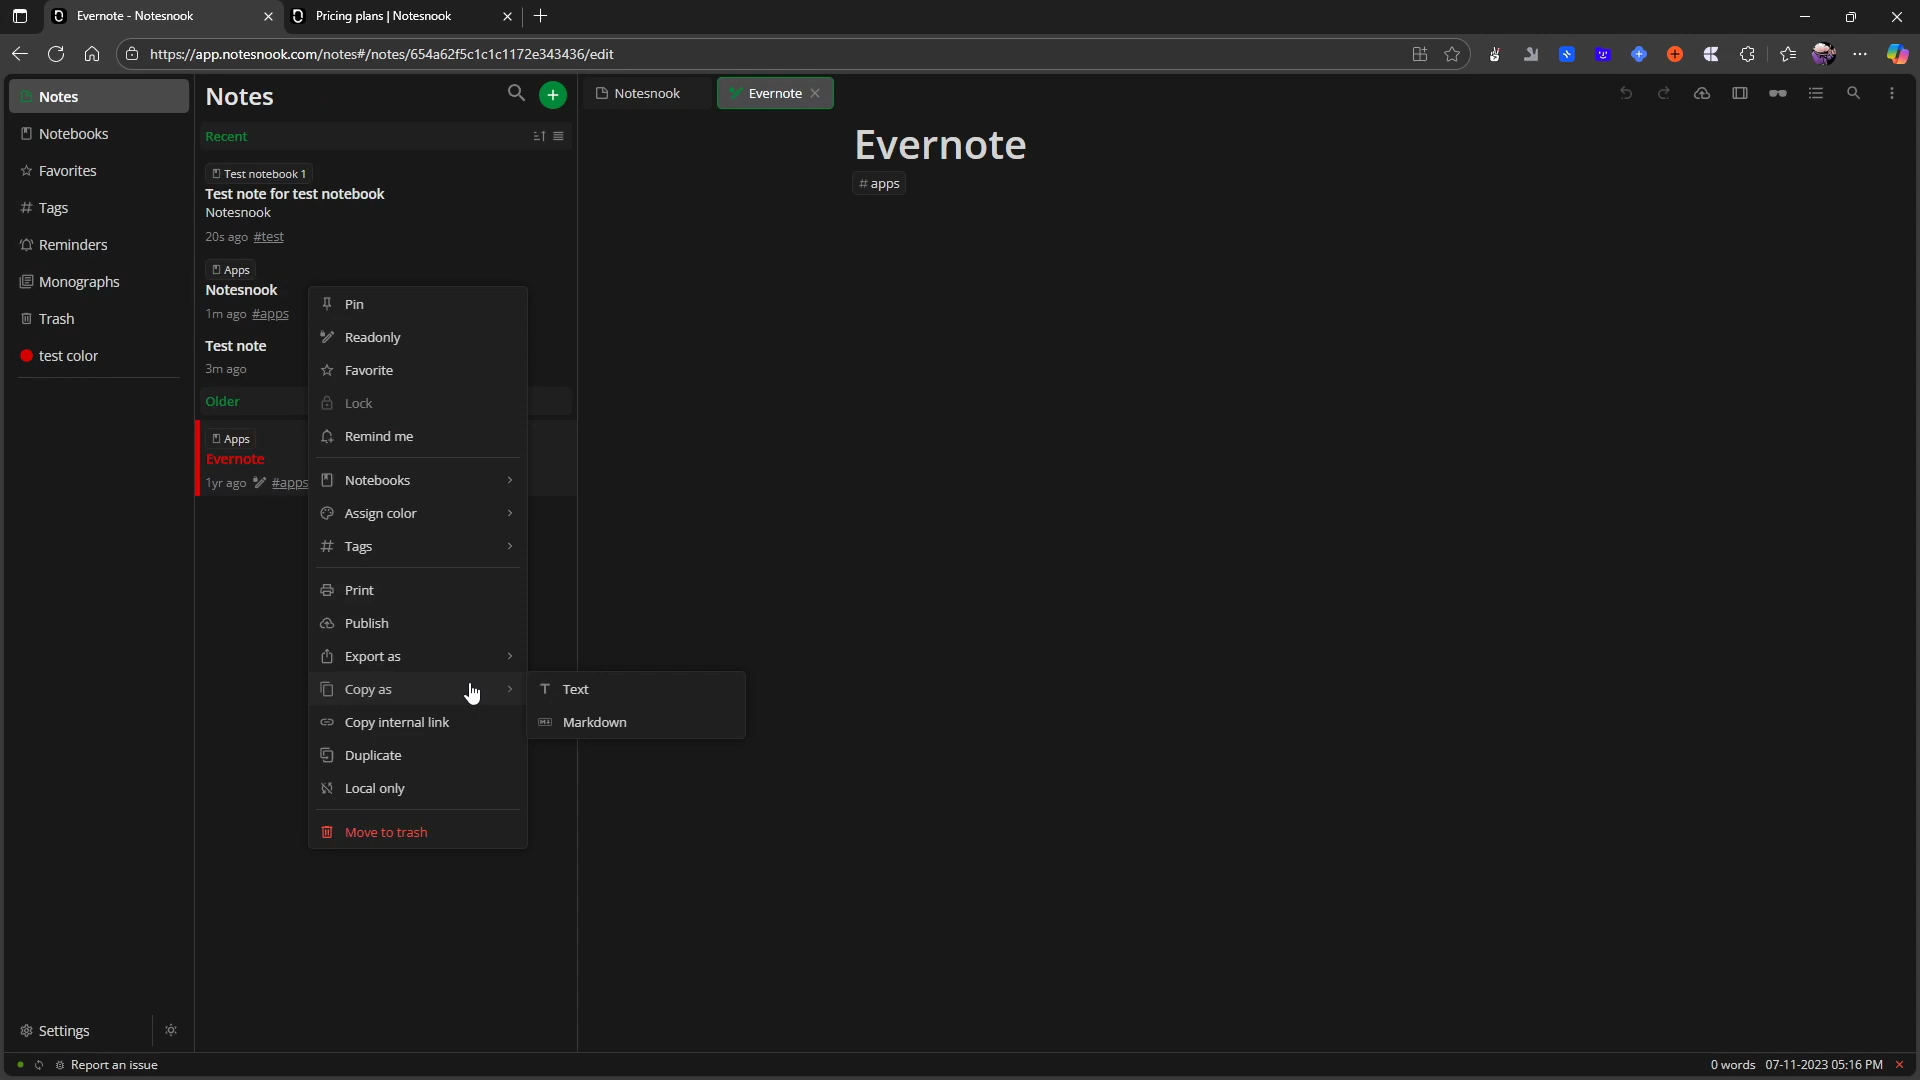 Evernote - Notesnook
Pricing plans | Notesnook
https://app.notesnook.com/notes#/notes/654a62f5c1c1c1172e343436/edit
Notes
Notebooks
Favorites
Tags
Reminders
Monographs
Trash
test color
Settings
Notes
Recent
Test notebook 1
Test note for test notebook
Notesnook
20s ago #test
Apps
Notesnook
1m ago #apps
Test note
3m ago
Older
Apps
Evernote
1yr ago #apps
Pin
Readonly
Favorite
Lock
Remind me
Notebooks
Assign color
Tags
Print
Publish
Export as
Copy as
Copy internal link
Duplicate
Local only
Move to trash
Text
Markdown
Notesnook
Evernote
Evernote
# apps
Report an issue
0 words 07-11-2023 05:16 PM